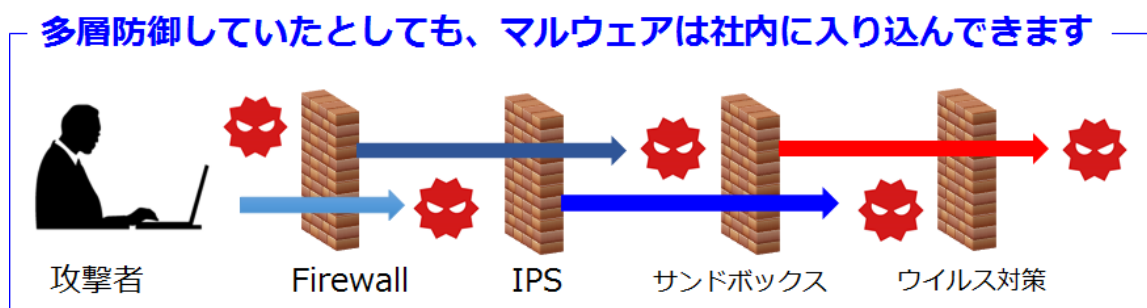 多層防御していたとしても、マルウェアは社内に入り込んできます
攻撃者
Firewall
IPS
サンドボックス
ウイルス対策